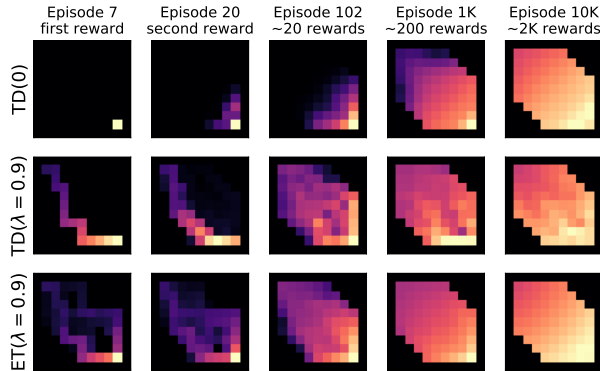 Episode 7
first reward
Episode 20
second reward
Episode 102
~20 rewards
Episode 1K
~200 rewards
Episode 10K
~2K rewards
TD(0)
TD(λ = 0.9)
ET(λ = 0.9)